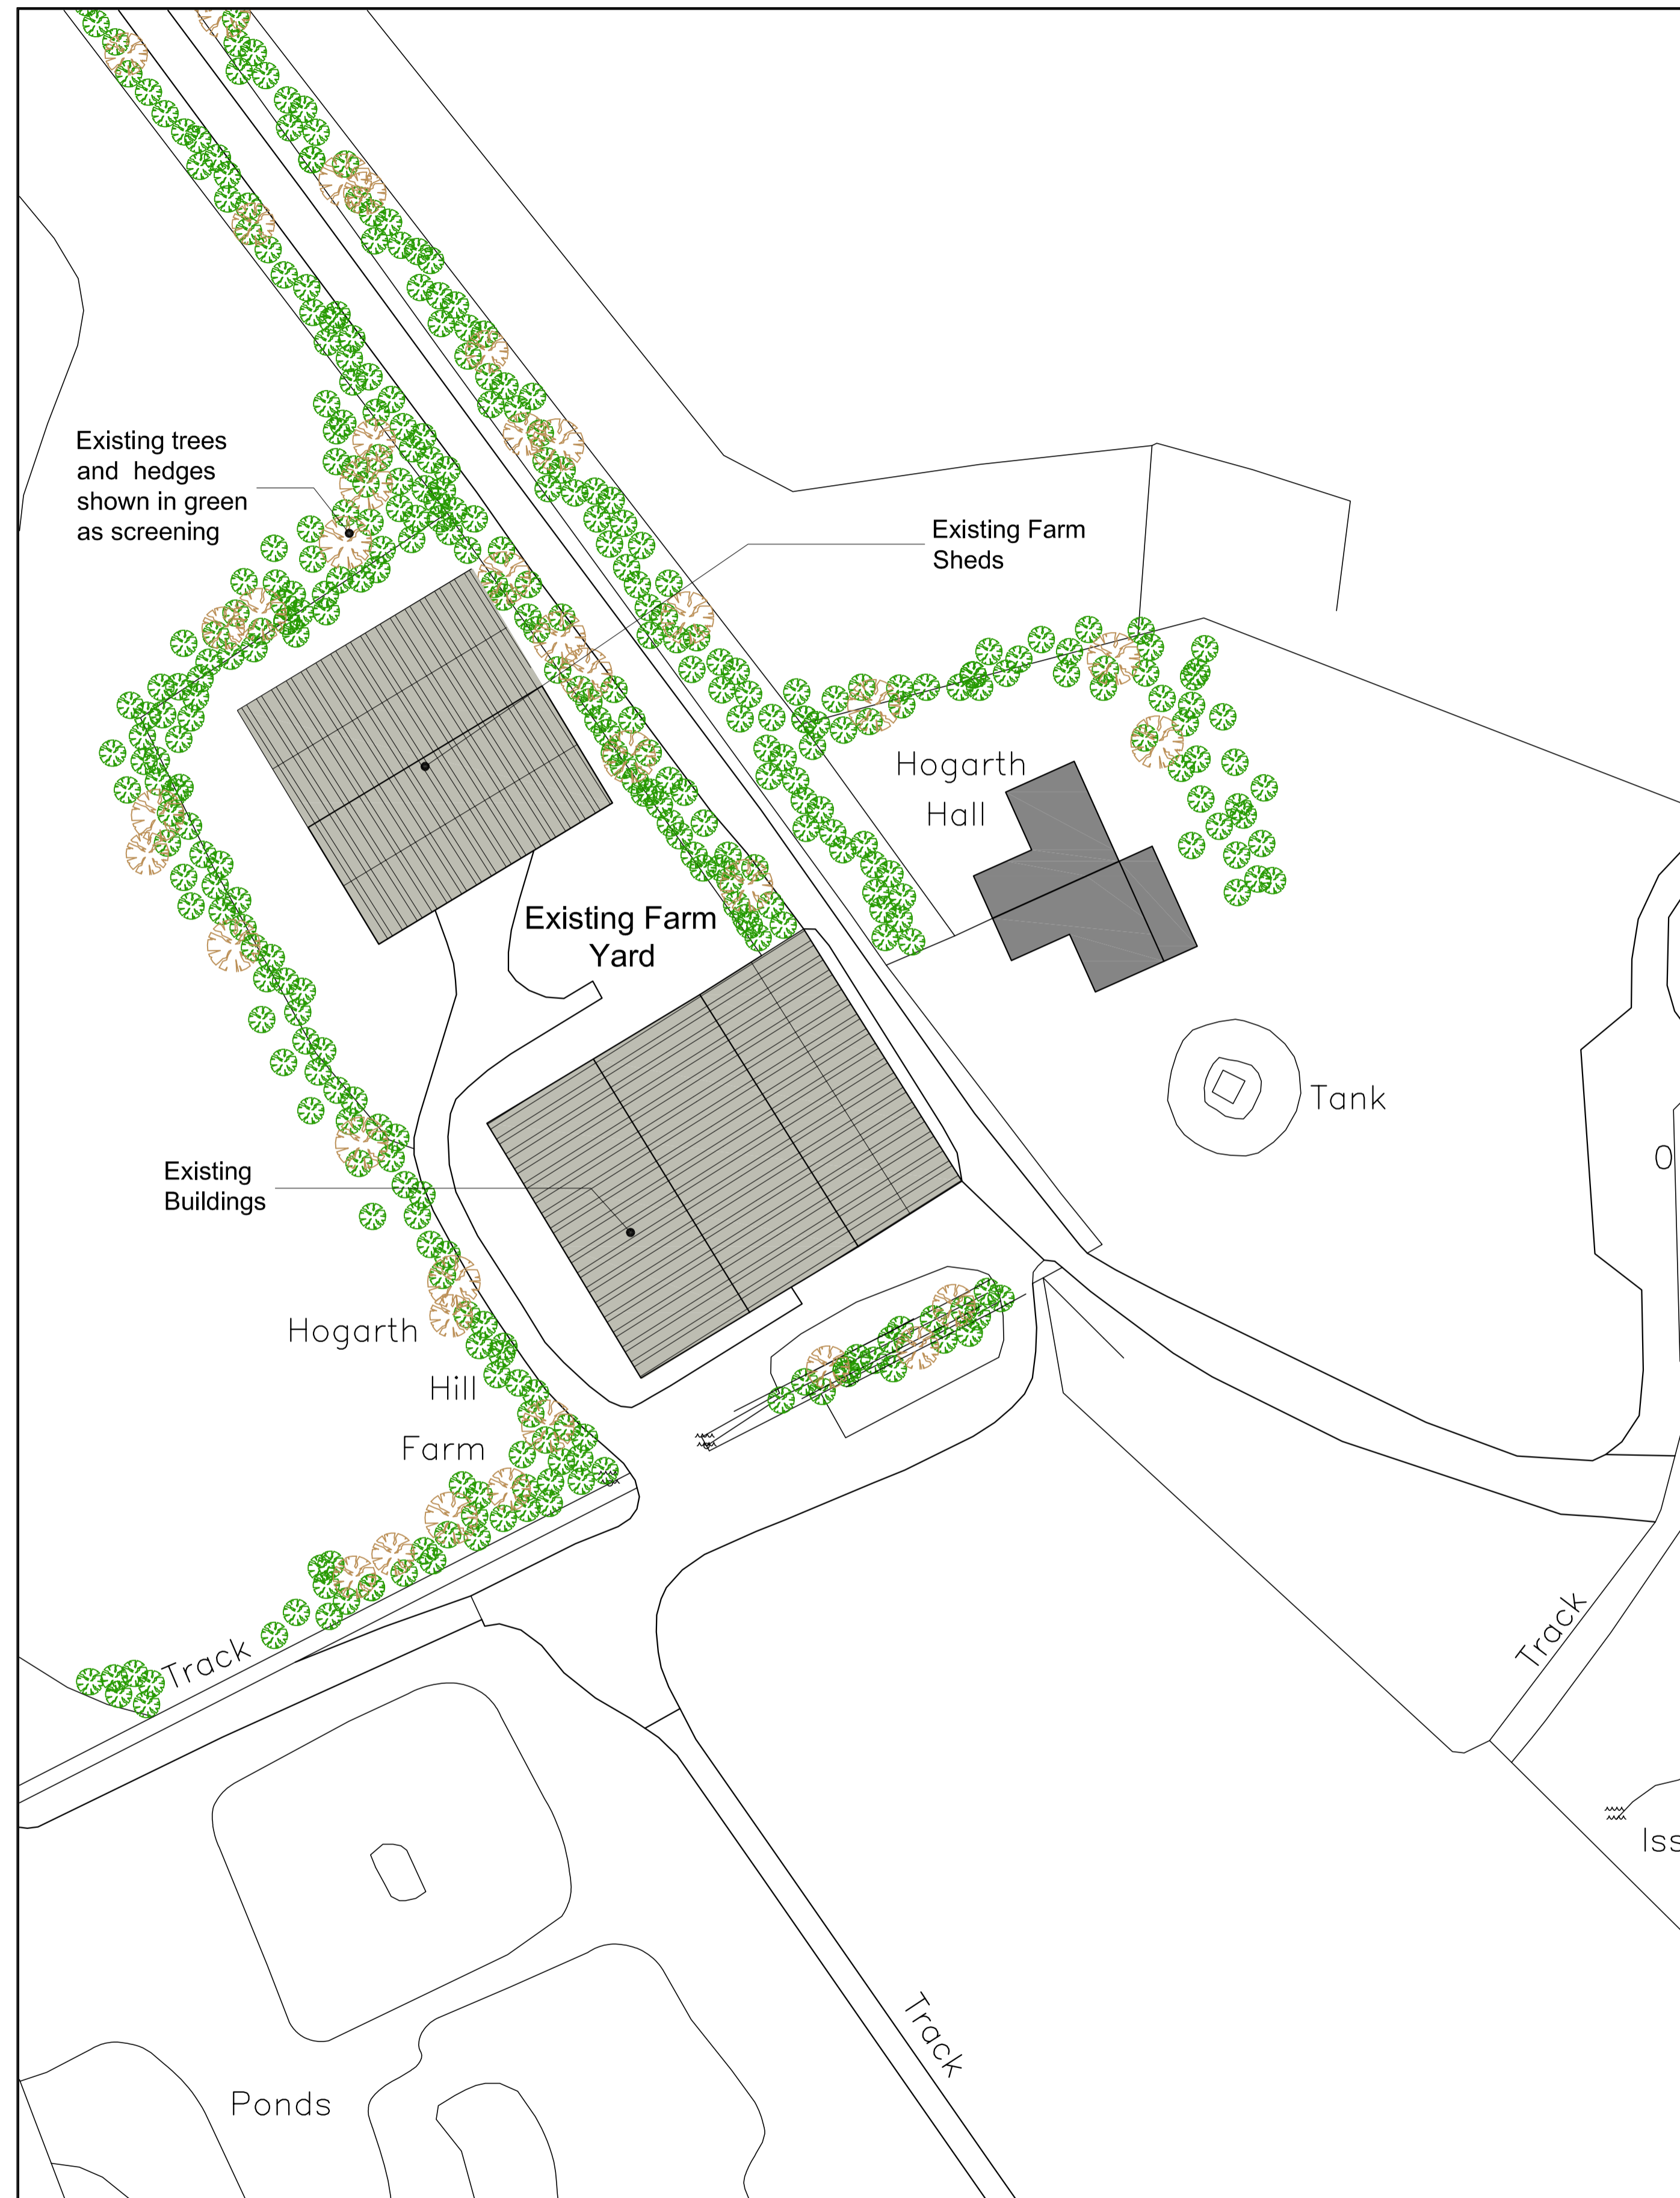 Existing trees
and hedges
shown in green
as screening
Existing Farm
Sheds
Hogarth
Hall
Existing Farm
Yard
Tank
Existing
Buildings
Hogarth
Hill
Farm
Track
Track
Iss
Track
Ponds